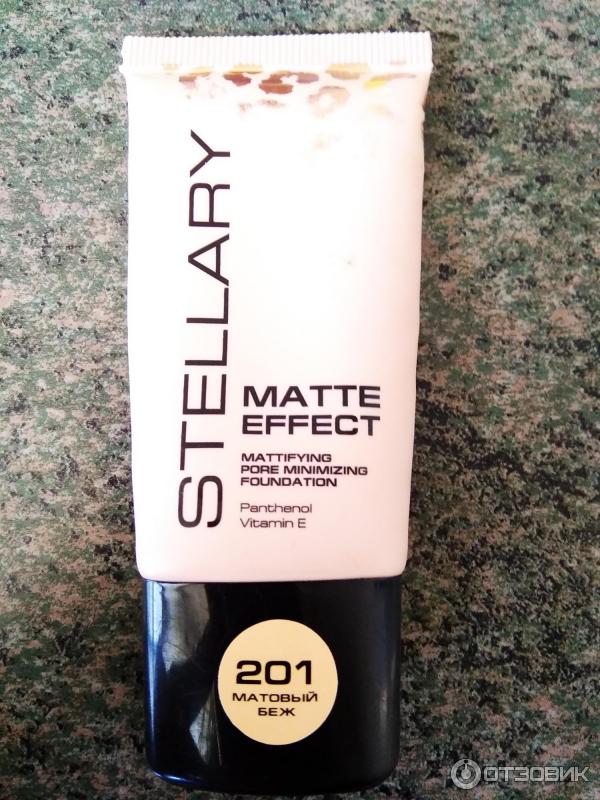 STELLARY
MATTE
EFFECT
MATTIFYING
PORE MINIMIZING
FOUNDATION
Panthenol
Vitamin E
201
МАТОВЫЙ
БЕЖ
ОТЗОВИК